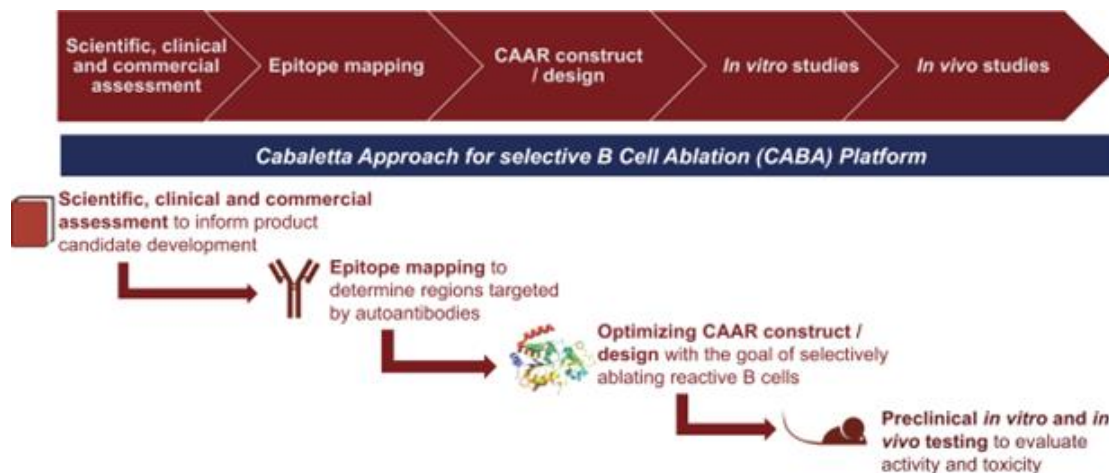 Scientific, clinical
and commercial
assessment
Epitope mapping
CAAR construct
/ design
In vitro studies
In vivo studies
Cabaletta Approach for selective B Cell Ablation (CABA) Platform
Scientific, clinical and commercial
assessment to inform product
candidate development
Epitope mapping to
determine regions targeted
by autoantibodies
Optimizing CAAR construct /
design with the goal of selectively
ablating reactive B cells
Preclinical in vitro and in
vivo testing to evaluate
activity and toxicity